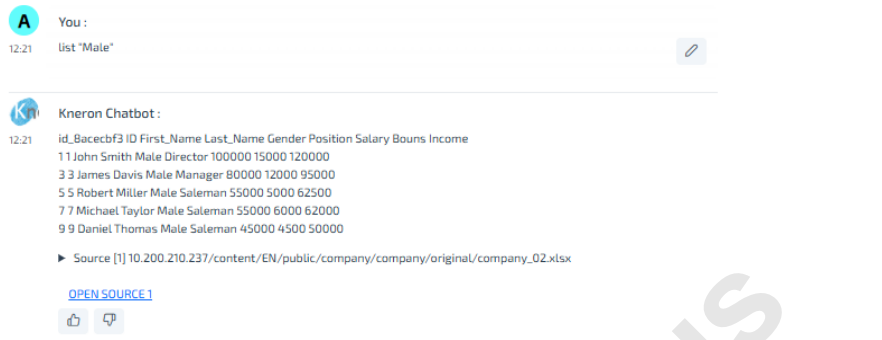 A
You :
12:21
list "Male"
Kn
Kneron Chatbot :
12:21
id_8acecbf3 ID First_Name Last_Name Gender Position Salary Bouns Income
1 1 John Smith Male Director 100000 15000 120000
3 3 James Davis Male Manager 80000 12000 95000
5 5 Robert Miller Male Saleman 55000 5000 62500
7 7 Michael Taylor Male Saleman 55000 6000 62000
9 9 Daniel Thomas Male Saleman 45000 4500 50000
Source [1] 10.200.210.237/content/EN/public/company/company/original/company_02.xlsx
OPEN SOURCE 1